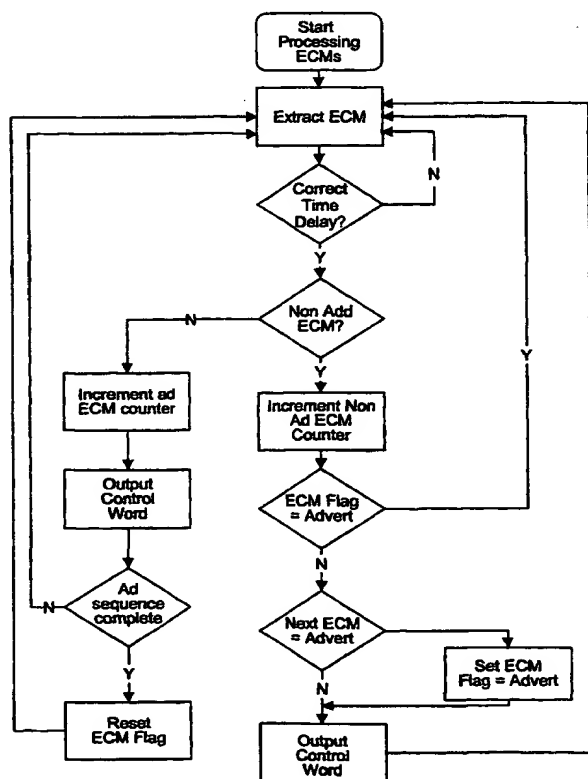 Start
Processing
ECMs
Extract ECM
N
Correct
Time
Delay?
Y
Non Add
ECM?
N
Y
Increment ad
ECM counter
Increment Non
Ad ECM
Counter
Y
Output
Control
Word
ECM Flag
= Advert
N
Ad
sequence
complete
N
Next ECM
= Advert
Y
N
Set ECM
Flag = Advert
Reset
ECM Flag
Output
Control
Word